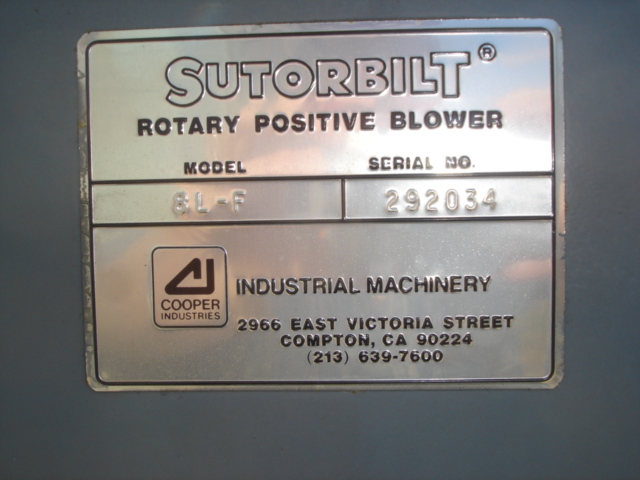 SUTORBILT®
ROTARY POSITIVE BLOWER
MODEL SERIAL NO.
8L-F 292034
COOPER
INDUSTRIES
INDUSTRIAL MACHINERY
2966 EAST VICTORIA STREET
COMPTON, CA 90224
(213) 639-7600